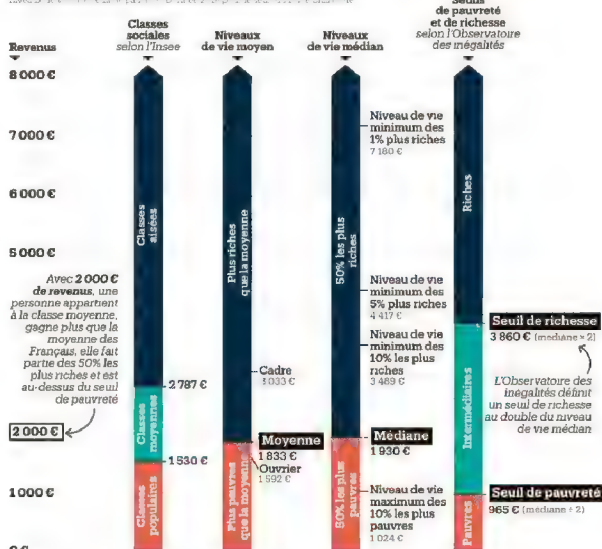 Classes
sociales
selon l'Insee
Niveaux
de vie moyen
Niveaux
de vie médian
Seuils
de pauvreté
et de richesse
selon l'Observatoire
des inégalités
Revenus
8 000 €
7 000 €
6 000 €
5 000 €
Avec 2 000 €
de revenus, une
personne appartient
à la classe moyenne,
gagne plus que la
moyenne des
Français, elle fait
partie des 50% les
plus riches et est
au-dessus du seuil
de pauvreté
2 000 €
1 000 €
0 €
Classes
aisées
2 787 €
Classes
moyennes
1 530 €
Classes
populaires
Plus riches
que la moyenne
Cadre
3 033 €
Moyenne
1 833 €
Ouvrier
1 592 €
Plus pauvres
que la moyenne
50% les plus
riches
Niveau de vie
minimum des
1% plus riches
7 180 €
Niveau de vie
minimum des
5% plus riches
4 417 €
Niveau de vie
minimum des
10% les plus
riches
3 489 €
Médiane
1 930 €
50% les plus
pauvres
Niveau de vie
maximum des
10% les plus
pauvres
1 024 €
Riches
Seuil de richesse
3 860 € (médiane × 2)
L'Observatoire des
inégalités définit
un seuil de richesse
au double du niveau
de vie médian
Intermédiaires
Seuil de pauvreté
965 € (médiane ÷ 2)
Pauvres